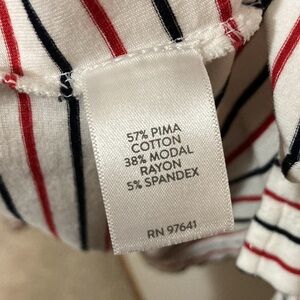 57% PIMA
COTTON
38% MODAL
RAYON
5% SPANDEX
RN 97641